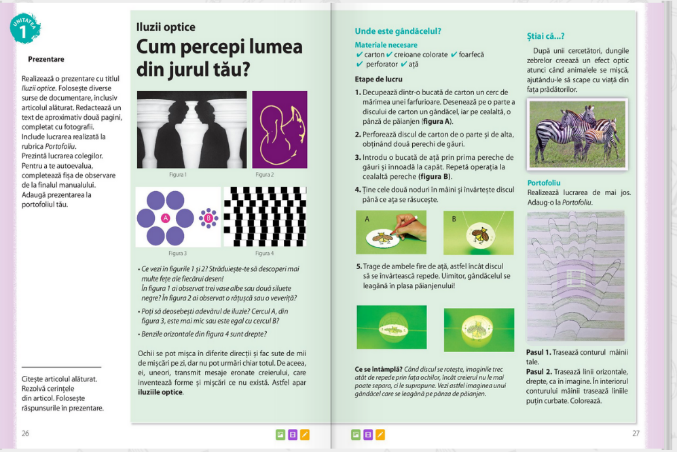 UNITATEA
1
Prezentare
Realizează o prezentare cu titlul
Iluzii optice. Folosește diverse
surse de documentare, inclusiv
articolul alăturat. Redactează un
text de aproximativ două pagini,
completat cu fotografii.
Include lucrarea realizată la
rubrica Portofoliu.
Prezintă lucrarea colegilor.
Pentru a te autoevalua,
completează fișa de observare
de la finalul manualului.
Adaugă prezentarea la
portofoliul tău.
Citește articolul alăturat.
Rezolvă cerințele
din articol. Folosește
răspunsurile în prezentare.
26
Iluzii optice
Cum percepi lumea
din jurul tău?
Figura 1
Figura 2
A
B
Figura 3
Figura 4
• Ce vezi în figurile 1 și 2? Străduiește-te să descoperi mai
multe fețe ale fiecărui desen!
În figura 1 ai observat trei vaze albe sau două siluete
negre? În figura 2 ai observat o rățușcă sau o veveriță?
• Poți să deosebești adevărul de iluzie? Cercul A, din
figura 3, este mai mic sau este egal cu cercul B?
• Benzile orizontale din figura 4 sunt drepte?
Ochii se pot mișca în diferite direcții și fac sute de mii
de mișcări pe zi, dar nu pot urmări chiar totul. De aceea,
ei, uneori, transmit mesaje eronate creierului, care
inventează forme și mișcări ce nu există. Astfel apar
iluziile optice.
Unde este gândăcelul?
Materiale necesare
✔ carton ✔ creioane colorate ✔ foarfecă
✔ perforator ✔ ață
Etape de lucru
1. Decupează dintr-o bucată de carton un cerc de
mărimea unei farfurioare. Desenează pe o parte a
discului de carton un gândăcel, iar pe cealaltă, o
pânză de păianjen (figura A).
2. Perforează discul de carton de o parte și de alta,
obținând două perechi de găuri.
3. Introdu o bucată de ață prin prima pereche de
găuri și înnoadă la capăt. Repetă operația la
cealaltă pereche (figura B).
4. Ține cele două noduri în mâini și învârtește discul
până ce ața se răsucește.
A
B
5. Trage de ambele fire de ață, astfel încât discul
să se învârtească repede. Uimitor, gândăcelul se
leagănă în plasa păianjenului!
Ce se întâmplă? Când discul se rotește, imaginile trec
atât de repede prin fața ochilor, încât creierul nu le mai
poate separa, ci le suprapune. Vezi astfel imaginea unui
gândăcel care se leagănă pe pânza de păianjen.
Știai că...?
După unii cercetători, dungile
zebrelor creează un efect optic
atunci când animalele se mișcă,
ajutându-le să scape cu viață din
fața prădătorilor.
Portofoliu
Realizează lucrarea de mai jos.
Adaug-o la Portofoliu.
Pasul 1. Trasează conturul mâinii
tale.
Pasul 2. Trasează linii orizontale,
drepte, ca în imagine. În interiorul
conturului mâinii trasează liniile
puțin curbate. Colorează.
27